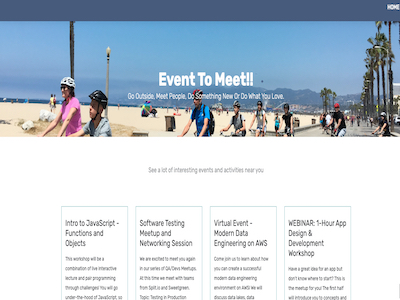 HOME
Event To Meet!!
Go Outside, Meet People, Do Something New Or Do What You Love.
See a lot of interesting events and activities near you
Intro to JavaScript -
Functions and
Objects
This workshop will be a
combination of live interactive
lecture and pair programming
through challenges! You will go
under-the-hood of JavaScript, so
Software Testing
Meetup and
Networking Session
We are excited to meet you again
in our series of QA/Devs Meetups.
At this time we meet with teams
from Split.io and Sweetgreen.
Topic: Testing in Production
Virtual Event -
Modern Data
Engineering on AWS
Come join us to learn about how
you can create a successful
modern data engineering
environment on AWS! We will
discuss data lakes, data
WEBINAR: 1-Hour App
Design &
Development
Workshop
Have a great idea for an app but
don't know where to start? This is
the meetup for you! The first half
will introduce you to concepts and